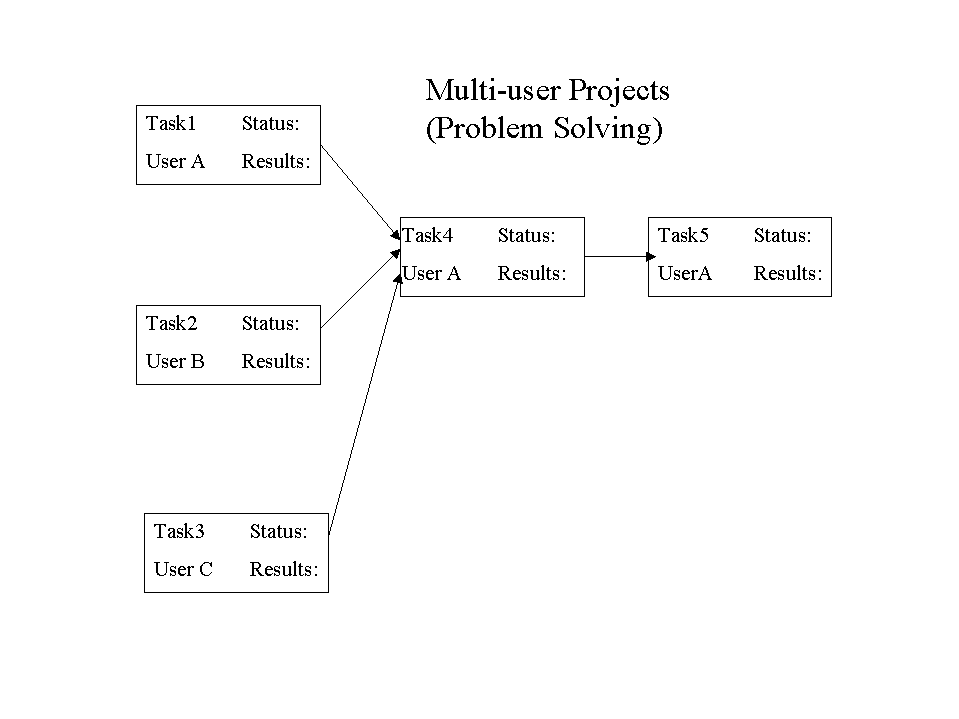 Multi-user Projects
(Problem Solving)
Task1 Status:
User A Results:
Task4 Status:
User A Results:
Task5 Status:
UserA Results:
Task2 Status:
User B Results:
Task3 Status:
User C Results: